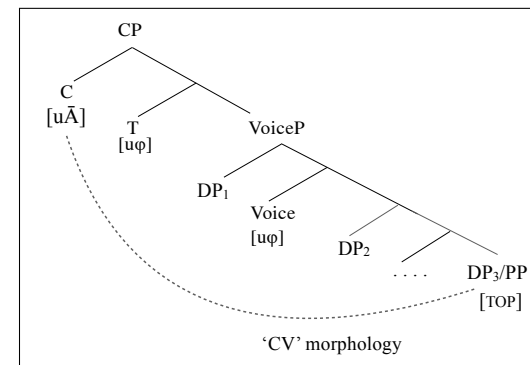 CP
C
[uĀ]
T
[uφ]
VoiceP
DP₁
Voice
[uφ]
DP₂
. . . .
DP₃/PP
[TOP]
‘CV’ morphology